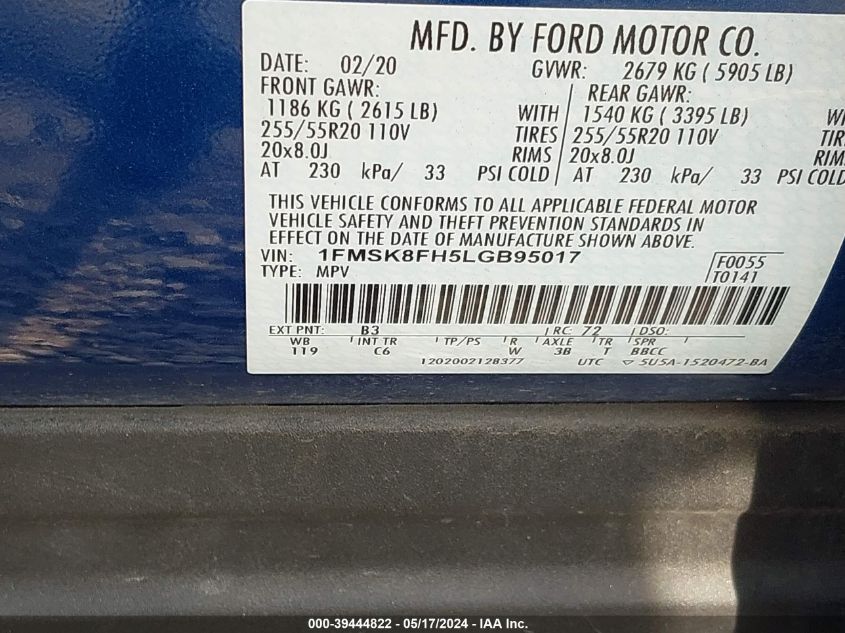 MFD. BY FORD MOTOR CO.
DATE: 02/20 GVWR: 2679 KG ( 5905 LB)
FRONT GAWR: REAR GAWR:
1186 KG ( 2615 LB) WITH 1540 KG ( 3395 LB)
255/55R20 110V TIRES 255/55R20 110V TIR
20x8.0J RIMS 20x8.0J RIM
AT 230 kPa/ 33 PSI COLD AT 230 kPa/ 33 PSI COLD
THIS VEHICLE CONFORMS TO ALL APPLICABLE FEDERAL MOTOR
VEHICLE SAFETY AND THEFT PREVENTION STANDARDS IN
EFFECT ON THE DATE OF MANUFACTURE SHOWN ABOVE.
VIN: 1FMSK8FH5LGB95017 F0055
TYPE: MPV T0141
EXT PNT: B3 RC: 72 DSO:
WB INT TR TP/PS R AXLE TR SPR
119 C6 W 3B T BBCC
1202002128377 UTC ▽ 5U5A-1520472-BA
000-39444822 / 05/17/2024 - IAA Inc.